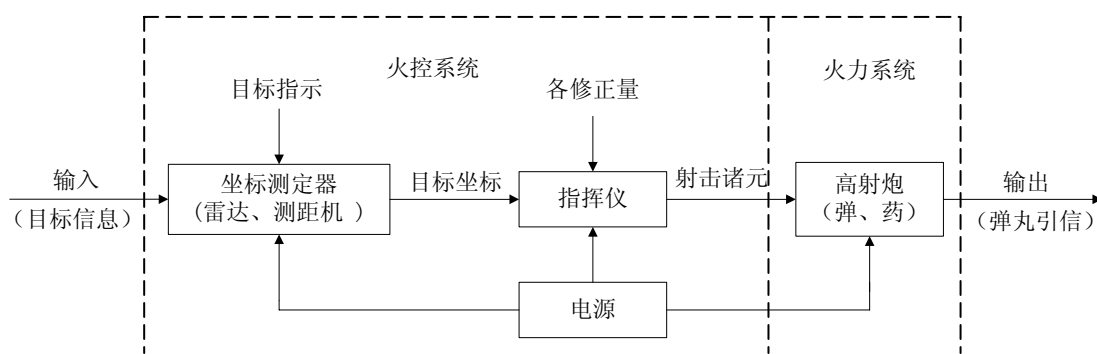 火控系统
火力系统
目标指示
各修正量
输入
(目标信息)
坐标测定器
(雷达、测距机 )
目标坐标
指挥仪
射击诸元
高射炮
(弹、药)
输出
(弹丸引信)
电源